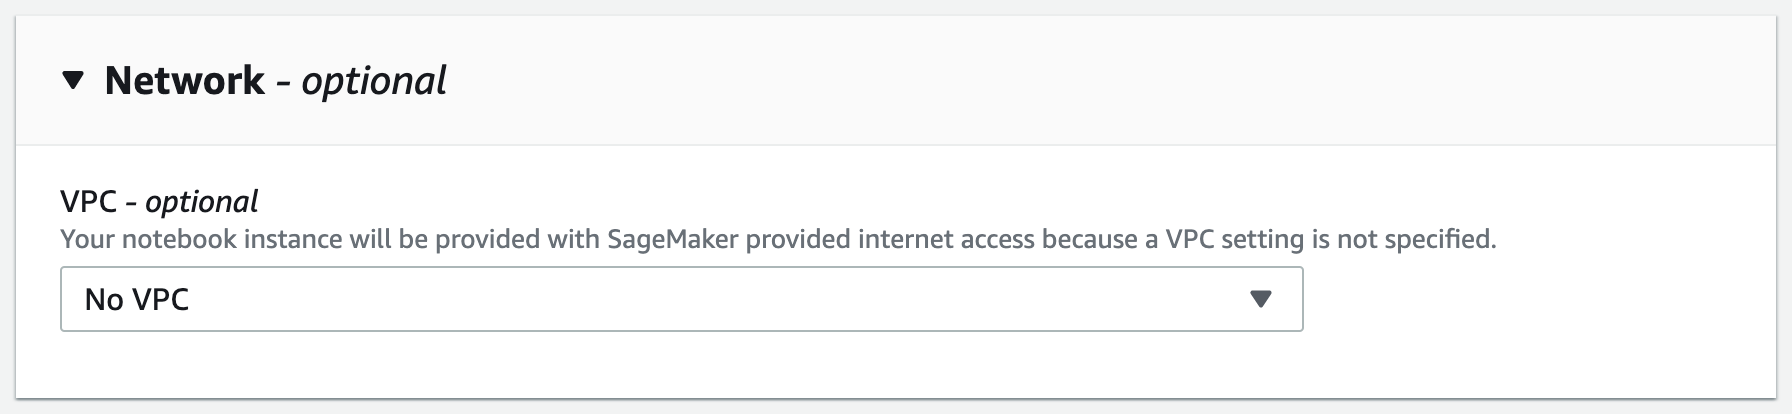 Network - optional
VPC - optional
Your notebook instance will be provided with SageMaker provided internet access because a VPC setting is not specified.
No VPC